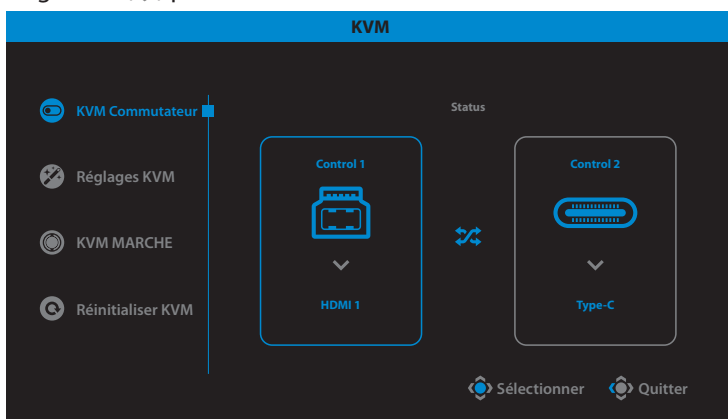 KVM
KVM Commutateur
Status
Control 1
Control 2
Réglages KVM
KVM MARCHE
HDMI 1
Type-C
Réinitialiser KVM
Sélectionner
Quitter